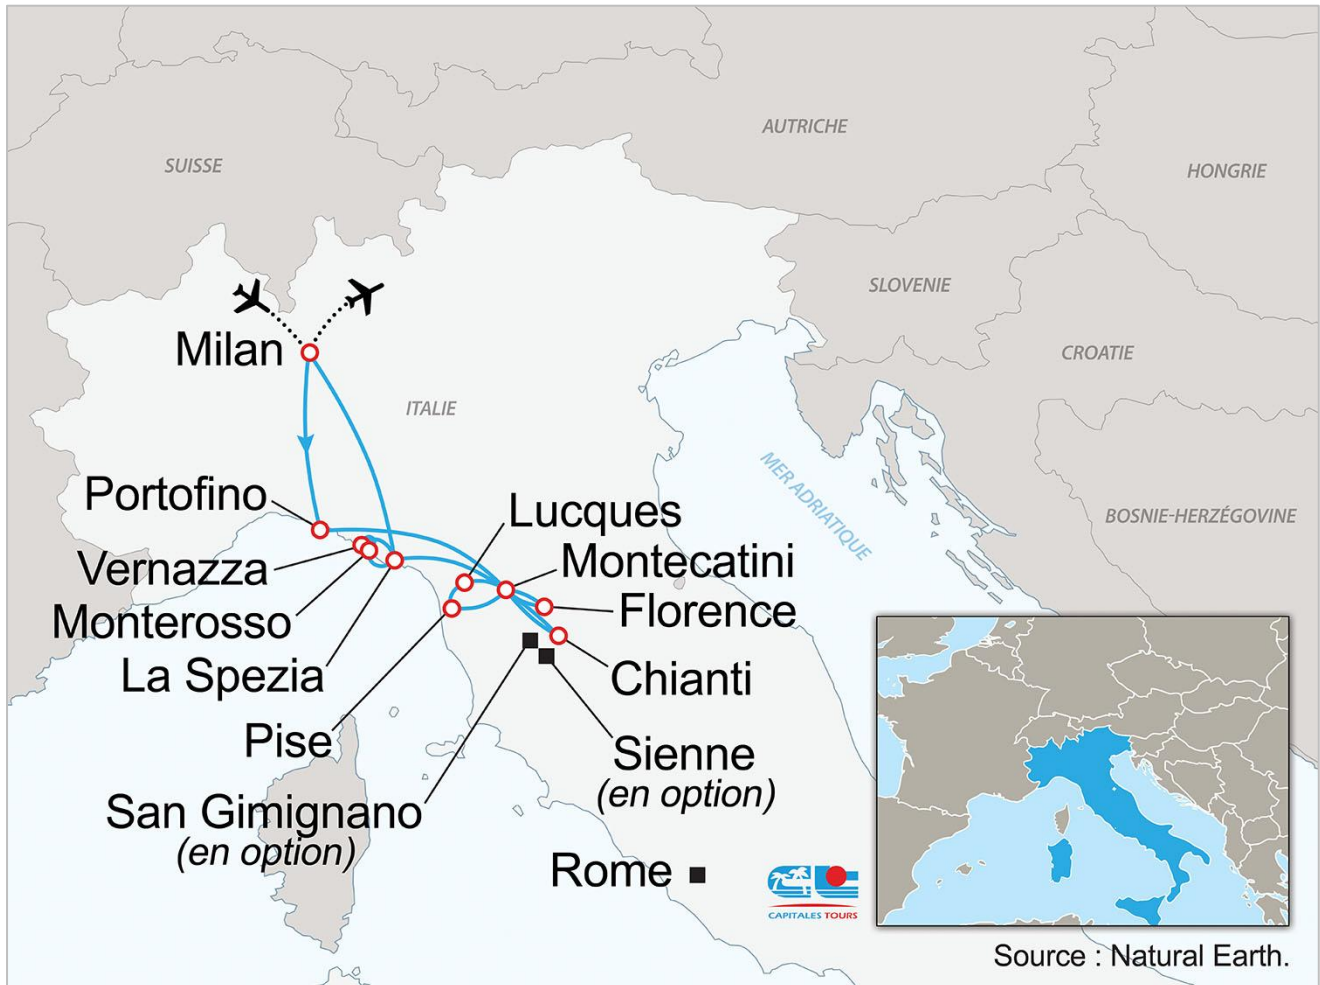 AUTRICHE
SUISSE
HONGRIE
SLOVENIE
Milan
CROATIE
ITALIE
MER ADRIATIQUE
Portofino
Lucques
BOSNIE-HERZÉGOVINE
Vernazza
Montecatini
Monterosso
Florence
La Spezia
Chianti
Pise
Sienne
(en option)
San Gimignano
(en option)
Rome
CAPITALES TOURS
Source : Natural Earth.